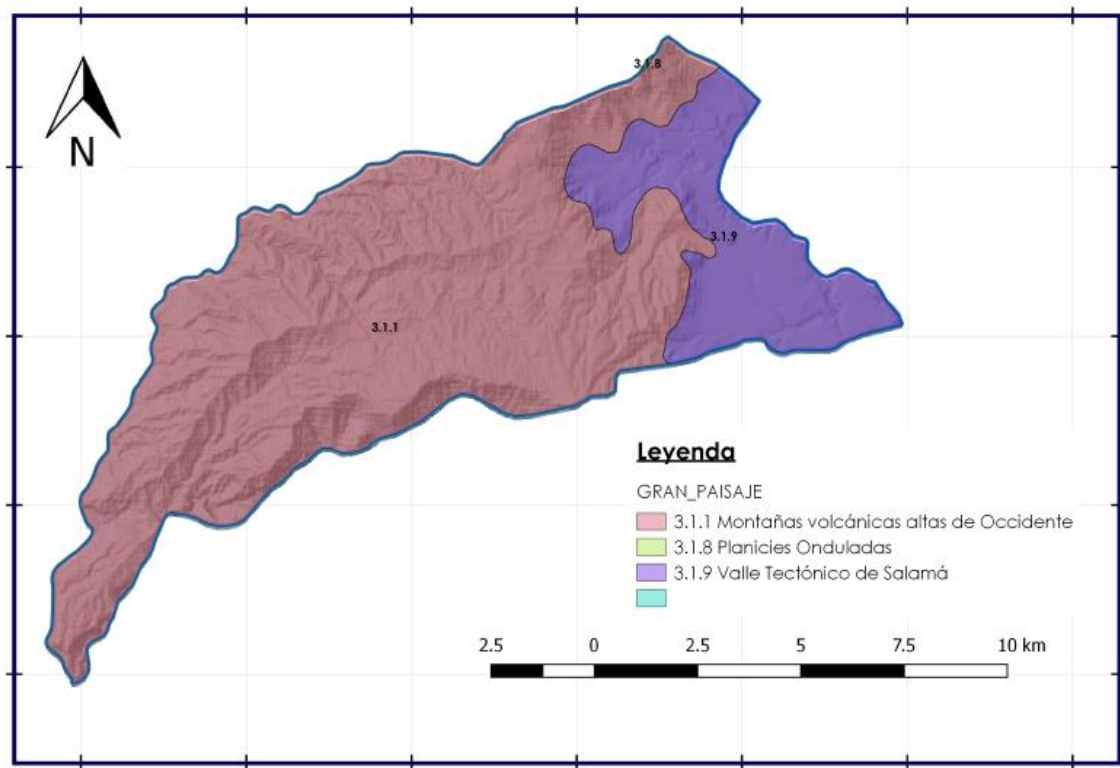 3.1.8
N
3.1.9
3.1.1
Leyenda
GRAN_PAISAJE
3.1.1 Montañas volcánicas altas de Occidente
3.1.8 Planicies Onduladas
3.1.9 Valle Tectónico de Salamá
2.5 0 2.5 5 7.5 10 km